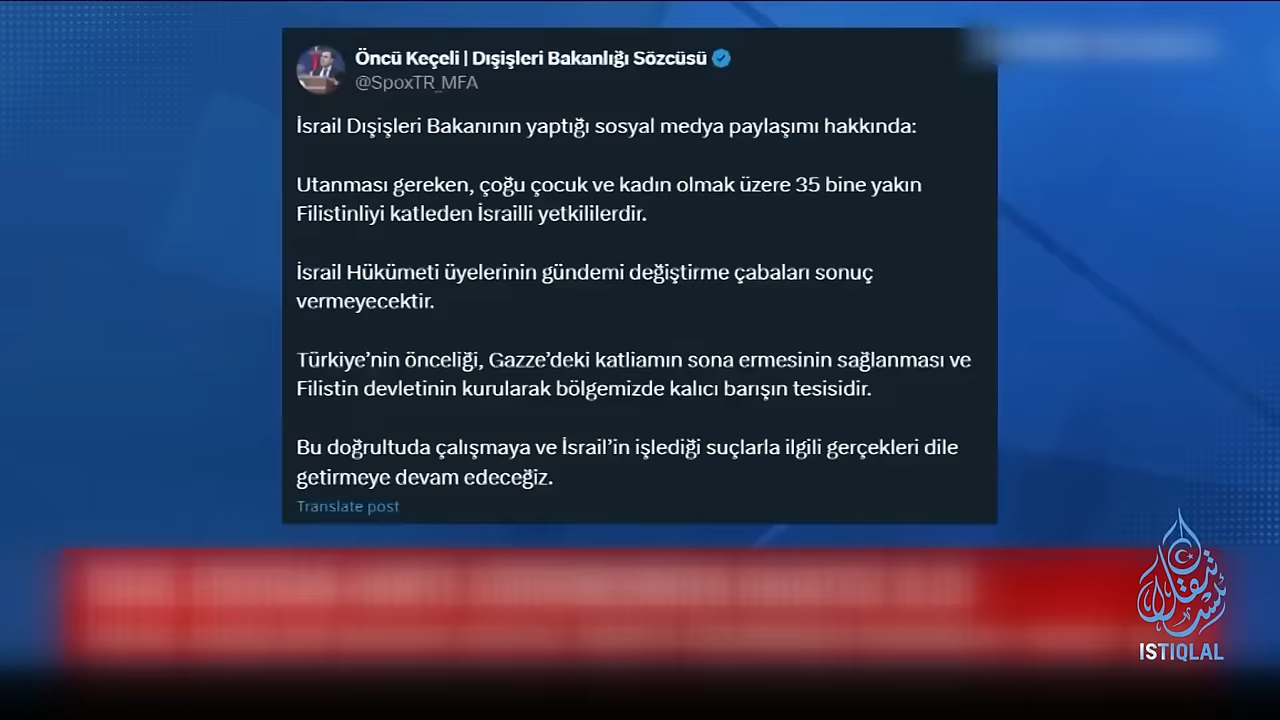 Öncü Keçeli | Dışişleri Bakanlığı Sözcüsü
@SpoxTR_MFA
İsrail Dışişleri Bakanının yaptığı sosyal medya paylaşımı hakkında:
Utanması gereken, çoğu çocuk ve kadın olmak üzere 35 bine yakın
Filistinliyi katleden İsrailli yetkililerdir.
İsrail Hükümeti üyelerinin gündemi değiştirme çabaları sonuç
vermeyecektir.
Türkiye’nin önceliği, Gazze’deki katliamın sona ermesinin sağlanması ve
Filistin devletinin kurularak bölgemizde kalıcı barışın tesisidir.
Bu doğrultuda çalışmaya ve İsrail’in işlediği suçlarla ilgili gerçekleri dile
getirmeye devam edeceğiz.
Translate post
ISTIQLAL